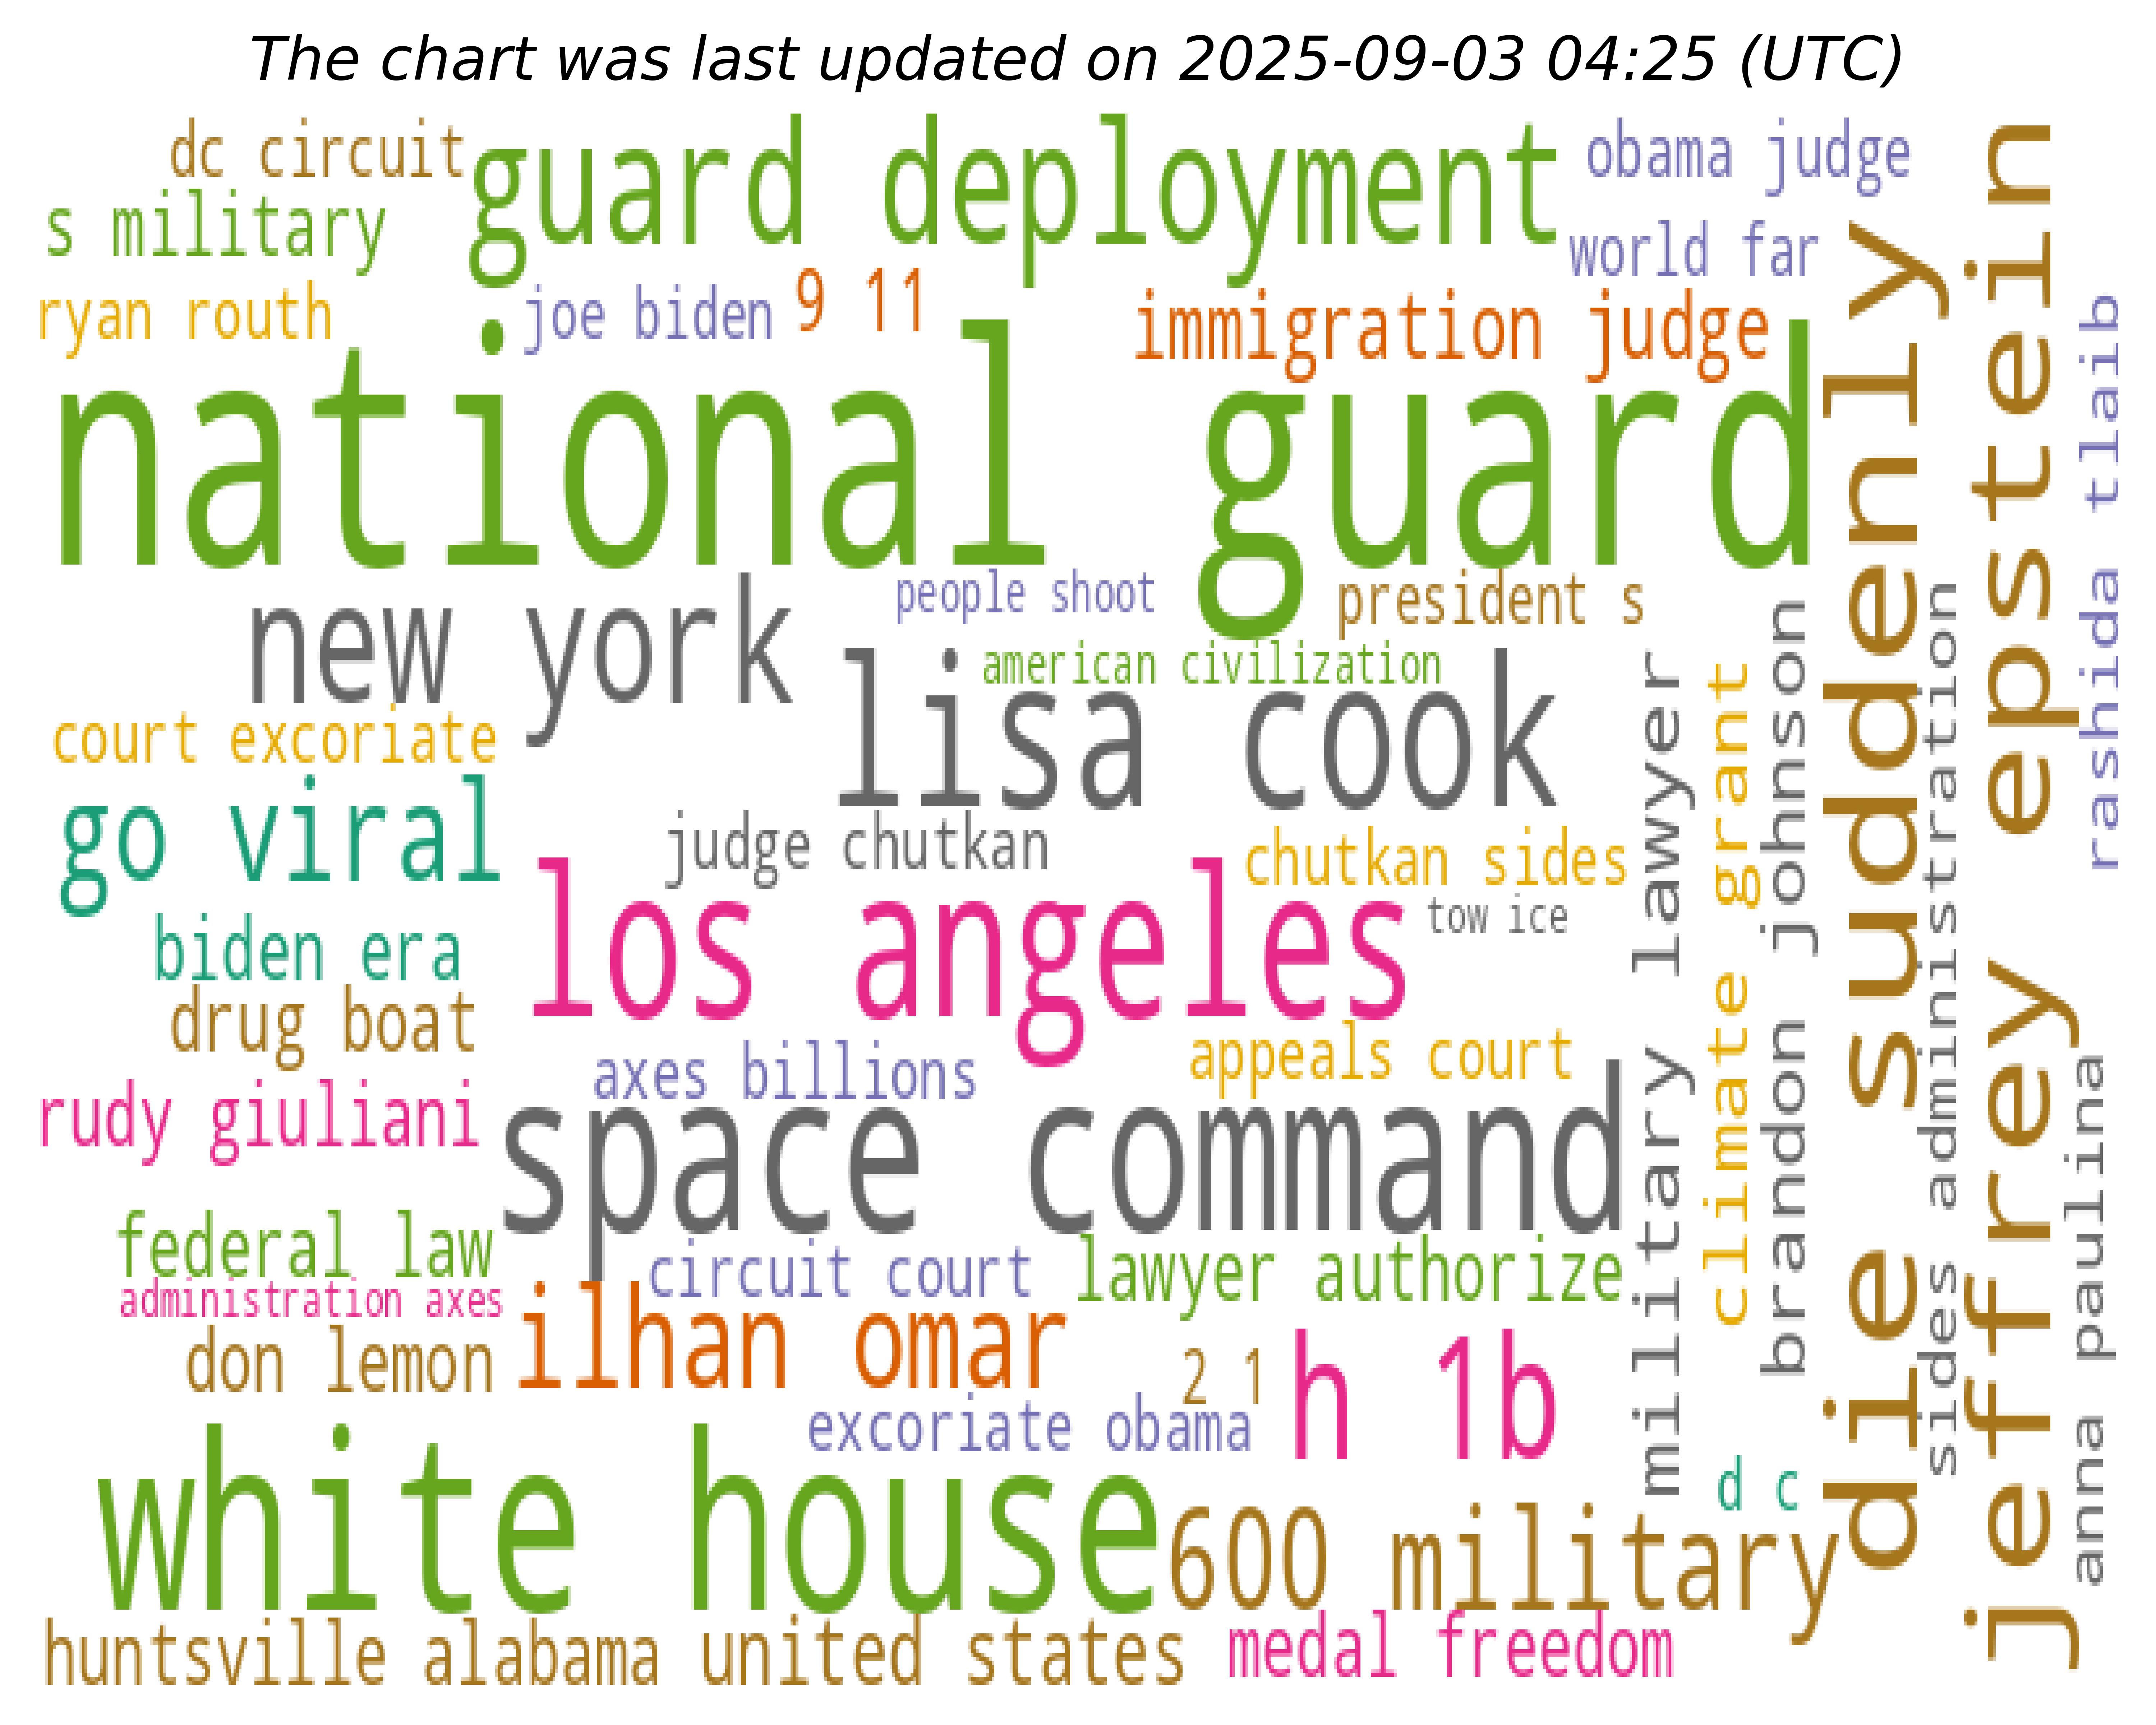 The chart was last updated on 2025-09-03 04:25 (UTC)
dc circuit
guard deployment
obama judge
s military
world far
ryan routh
joe biden
9 11
immigration judge
national guard
people shoot
president s
new york
american civilization
lisa cook
court excoriate
go viral
judge chutkan
chutkan sides
los angeles
tow ice
biden era
drug boat
axes billions
appeals court
rudy giuliani
space command
federal law
circuit court
lawyer authorize
administration axes
ilhan omar
don lemon
2 1
h 1b
excoriate obama
white house
d c
600 military
huntsville alabama
united states
medal freedom
military lawyer
climate grant
brandon johnson
die suddenly
sides administration
jeffrey epstein
rashida tlaib
anna paulina